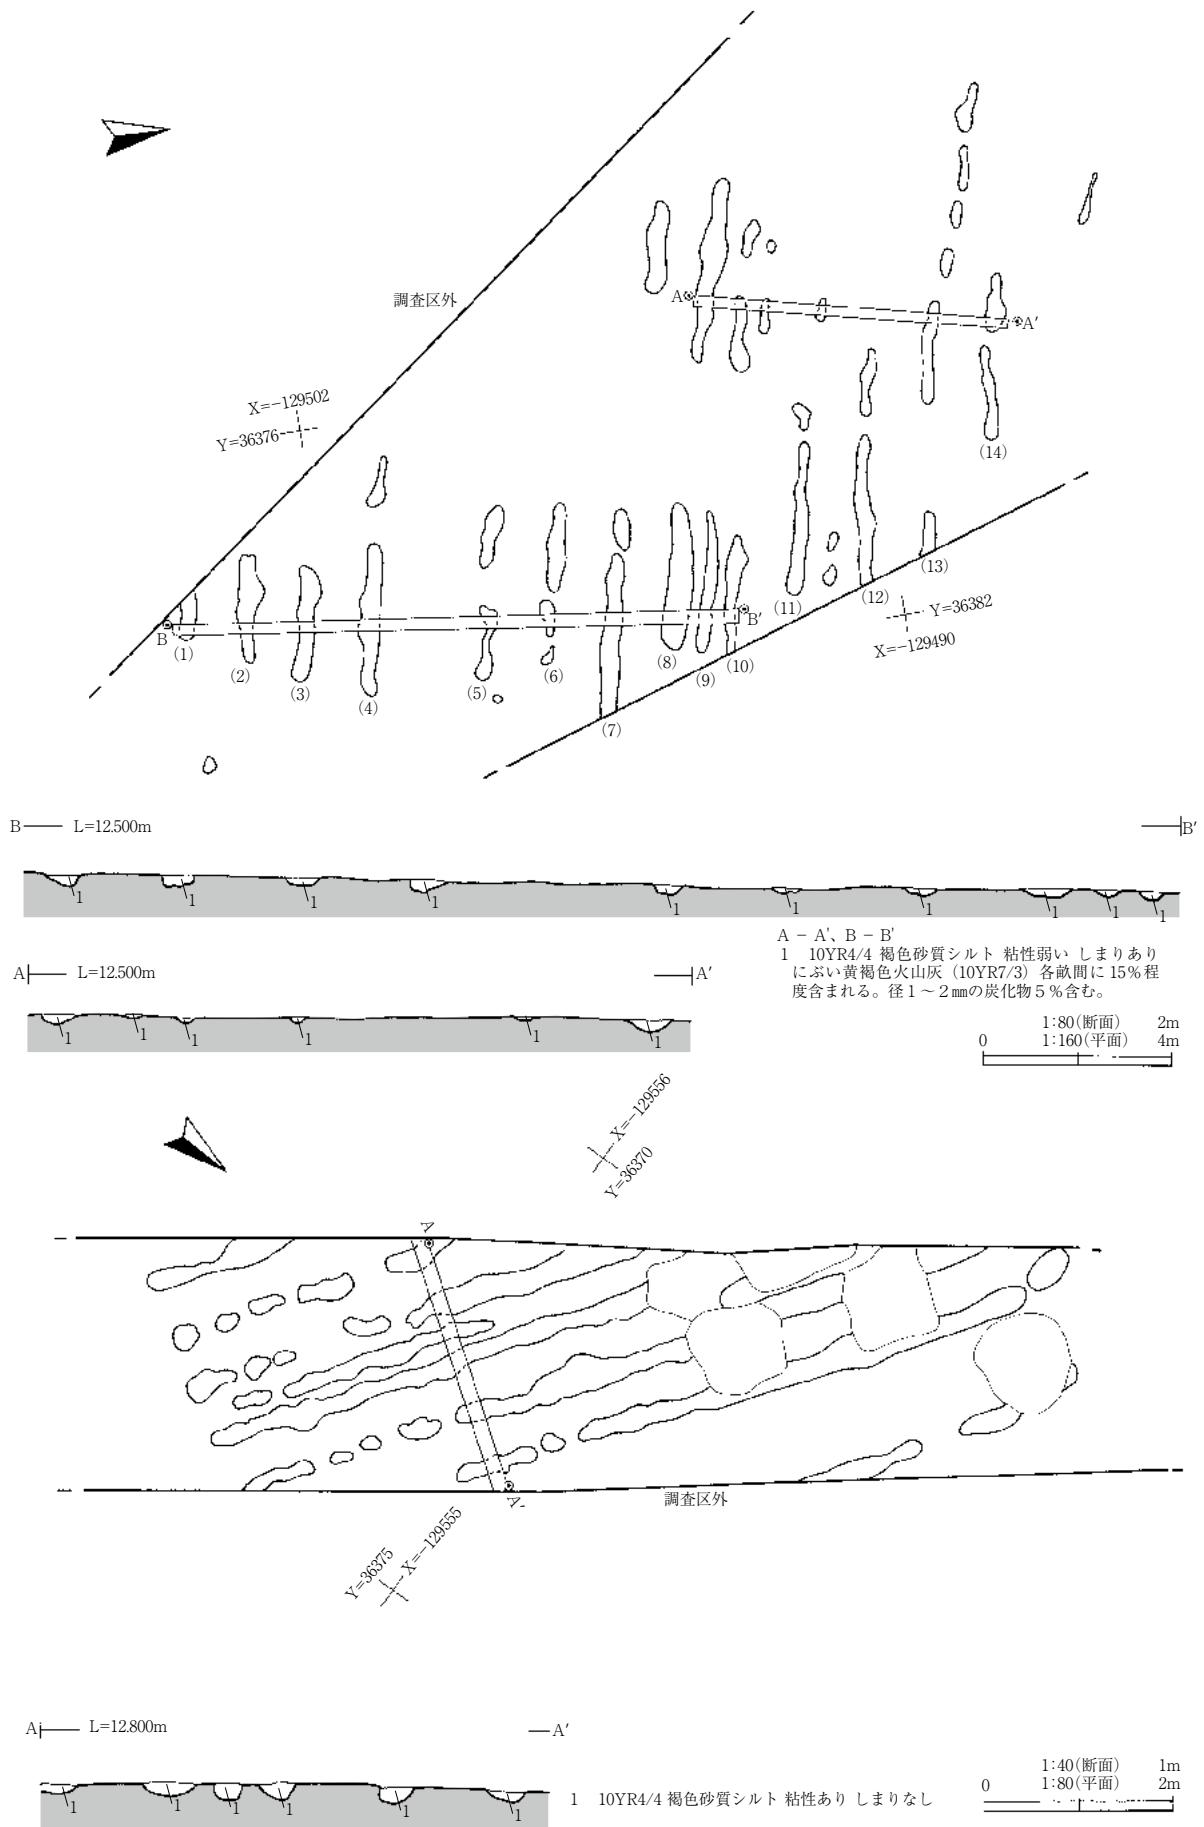 調査区外
A
A′
X=-129502
Y=36376
(14)
(13)
(12)
(11)
Y=36382
X=-129490
B
B′
(1)
(2)
(3)
(4)
(5)
(6)
(7)
(8)
(9)
(10)
B L=12.500m B′
1 1 1 1 1 1 1 1 1 1
A − A'、B − B'
1 10YR4/4 褐色砂質シルト 粘性弱い しまりあり
にぶい黄褐色火山灰（10YR7/3）各畝間に 15％程
度含まれる。径１～２㎜の炭化物５％含む。
A L=12.500m A′
1 1 1 1 1 1
1:80(断面) 2m
0 1:160(平面) 4m
X=-129556
Y=36370
A
A′
調査区外
Y=36375
X=-129555
A L=12.800m A′
1 1 1 1 1 1
1 10YR4/4 褐色砂質シルト 粘性あり しまりなし
1:40(断面) 1m
0 1:80(平面) 2m